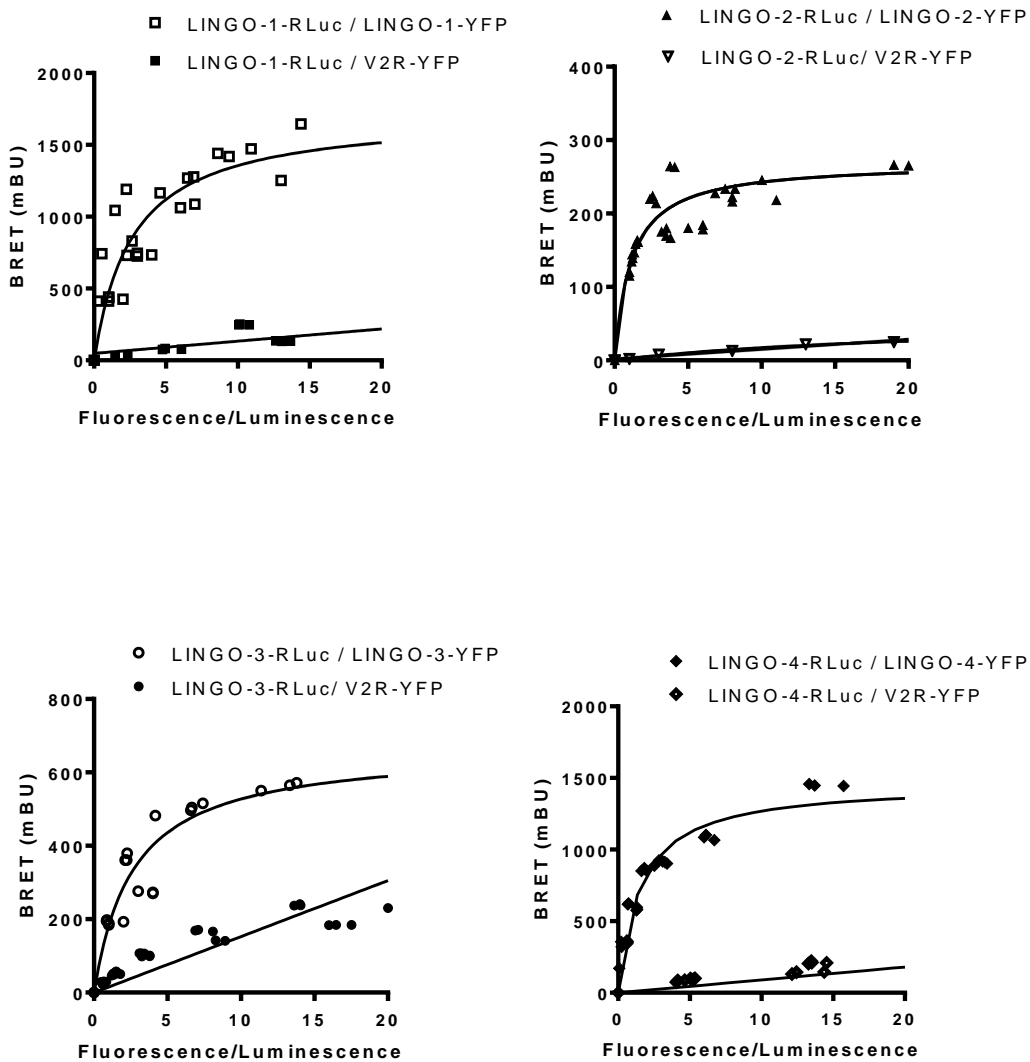 LINGO-1-RLuc / LINGO-1-YFP
LINGO-1-RLuc / V2R-YFP
2000
1500
1000
500
0
BRET (mBU)
0 5 10 15 20
Fluorescence/Luminescence
LINGO-2-RLuc / LINGO-2-YFP
LINGO-2-RLuc/ V2R-YFP
400
300
200
100
0
BRET (mBU)
0 5 10 15 20
Fluorescence/Luminescence
LINGO-3-RLuc / LINGO-3-YFP
LINGO-3-RLuc/ V2R-YFP
800
600
400
200
0
BRET (mBU)
0 5 10 15 20
Fluorescence/Luminescence
LINGO-4-RLuc / LINGO-4-YFP
LINGO-4-RLuc / V2R-YFP
2000
1500
1000
500
0
BRET (mBU)
0 5 10 15 20
Fluorescence/Luminescence